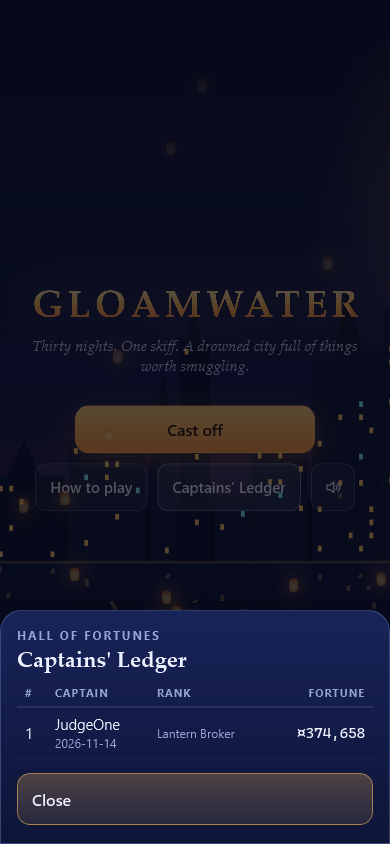 GLOAMWATER
Thirty nights. One skiff. A drowned city full of things
worth smuggling.
Cast off
How to play
Captains' Ledger
HALL OF FORTUNES
Captains' Ledger
# CAPTAIN RANK FORTUNE
1 JudgeOne Lantern Broker ¤374,658
2026-11-14
Close